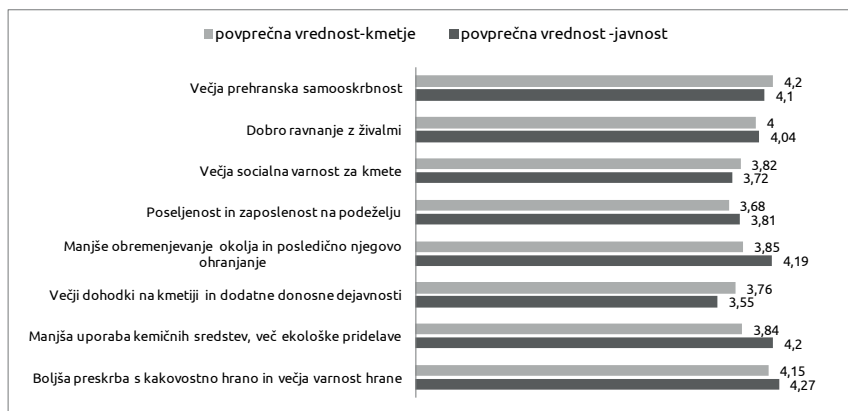 povprečna vrednost-kmetje povprečna vrednost -javnost
Večja prehranska samooskrbnost
4,2
4,1
Dobro ravnanje z živalmi
4
4,04
Večja socialna varnost za kmete
3,82
3,72
Poseljenost in zaposlenost na podeželju
3,68
3,81
Manjše obremenjevanje okolja in posledično njegovo
ohranjanje
3,85
4,19
Večji dohodki na kmetiji in dodatne donosne dejavnosti
3,76
3,55
Manjša uporaba kemičnih sredstev, več ekološke pridelave
3,84
4,2
Boljša preskrba s kakovostno hrano in večja varnost hrane
4,15
4,27